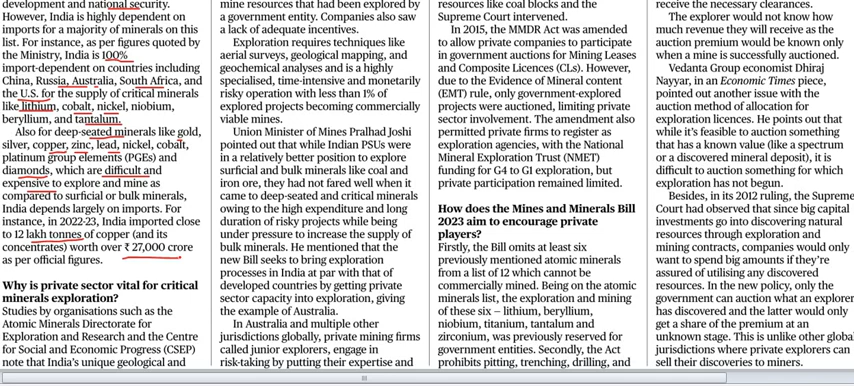 development and national security.
However, India is highly dependent on
imports for a majority of minerals on this
list. For instance, as per figures quoted by
the Ministry, India is 100%
import-dependent on countries including
China, Russia, Australia, South Africa, and
the U.S. for the supply of critical minerals
like lithium, cobalt, nickel, niobium,
beryllium, and tantalum.
Also for deep-seated minerals like gold,
silver, copper, zinc, lead, nickel, cobalt,
platinum group elements (PGEs) and
diamonds, which are difficult and
expensive to explore and mine as
compared to surficial or bulk minerals,
India depends largely on imports. For
instance, in 2022-23, India imported close
to 12 lakh tonnes of copper (and its
concentrates) worth over ₹ 27,000 crore
as per official figures.
Why is private sector vital for critical
minerals exploration?
Studies by organisations such as the
Atomic Minerals Directorate for
Exploration and Research and the Centre
for Social and Economic Progress (CSEP)
note that India's unique geological and
mine resources that had been explored by
a government entity. Companies also saw
a lack of adequate incentives.
Exploration requires techniques like
aerial surveys, geological mapping, and
geochemical analyses and is a highly
specialised, time-intensive and monetarily
risky operation with less than 1% of
explored projects becoming commercially
viable mines.
Union Minister of Mines Pralhad Joshi
pointed out that while Indian PSUs were
in a relatively better position to explore
surficial and bulk minerals like coal and
iron ore, they had not fared well when it
came to deep-seated and critical minerals
owing to the high expenditure and long
duration of risky projects while being
under pressure to increase the supply of
bulk minerals. He mentioned that the
new Bill seeks to bring exploration
processes in India at par with that of
developed countries by getting private
sector capacity into exploration, giving
the example of Australia.
In Australia and multiple other
jurisdictions globally, private mining firms
called junior explorers, engage in
risk-taking by putting their expertise and
resources like coal blocks and the
Supreme Court intervened.
In 2015, the MMDR Act was amended
to allow private companies to participate
in government auctions for Mining Leases
and Composite Licences (CLs). However,
due to the Evidence of Mineral content
(EMT) rule, only government-explored
projects were auctioned, limiting private
sector involvement. The amendment also
permitted private firms to register as
exploration agencies, with the National
Mineral Exploration Trust (NMET)
funding for G4 to G1 exploration, but
private participation remained limited.
How does the Mines and Minerals Bill
2023 aim to encourage private
players?
Firstly, the Bill omits at least six
previously mentioned atomic minerals
from a list of 12 which cannot be
commercially mined. Being on the atomic
minerals list, the exploration and mining
of these six – lithium, beryllium,
niobium, titanium, tantalum and
zirconium, was previously reserved for
government entities. Secondly, the Act
prohibits pitting, trenching, drilling, and
receive the necessary clearances.
The explorer would not know how
much revenue they will receive as the
auction premium would be known only
when a mine is successfully auctioned.
Vedanta Group economist Dhiraj
Nayyar, in an Economic Times piece,
pointed out another issue with the
auction method of allocation for
exploration licences. He points out that
while it's feasible to auction something
that has a known value (like a spectrum
or a discovered mineral deposit), it is
difficult to auction something for which
exploration has not begun.
Besides, in its 2012 ruling, the Supreme
Court had observed that since big capital
investments go into discovering natural
resources through exploration and
mining contracts, companies would only
want to spend big amounts if they're
assured of utilising any discovered
resources. In the new policy, only the
government can auction what an explorer
has discovered and the latter would only
get a share of the premium at an
unknown stage. This is unlike other global
jurisdictions where private explorers can
sell their discoveries to miners.